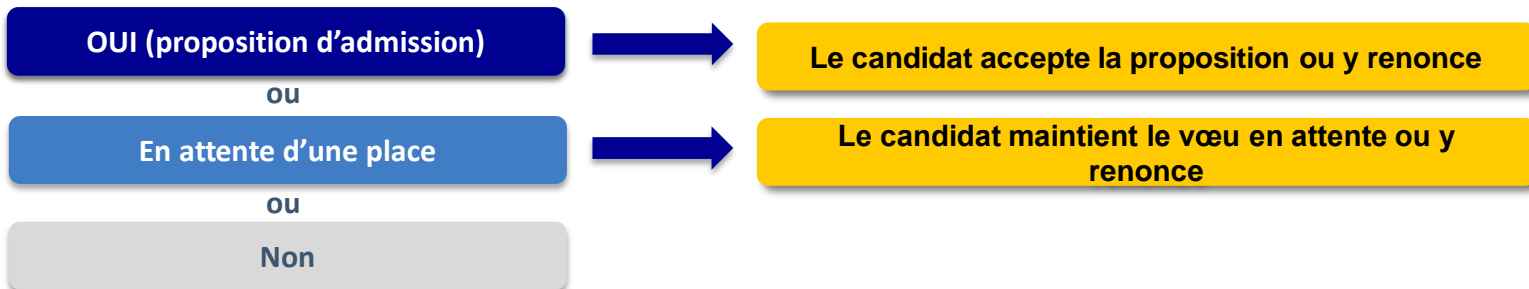 OUI (proposition d’admission)
Le candidat accepte la proposition ou y renonce
ou
En attente d’une place
Le candidat maintient le vœu en attente ou y
renonce
ou
Non